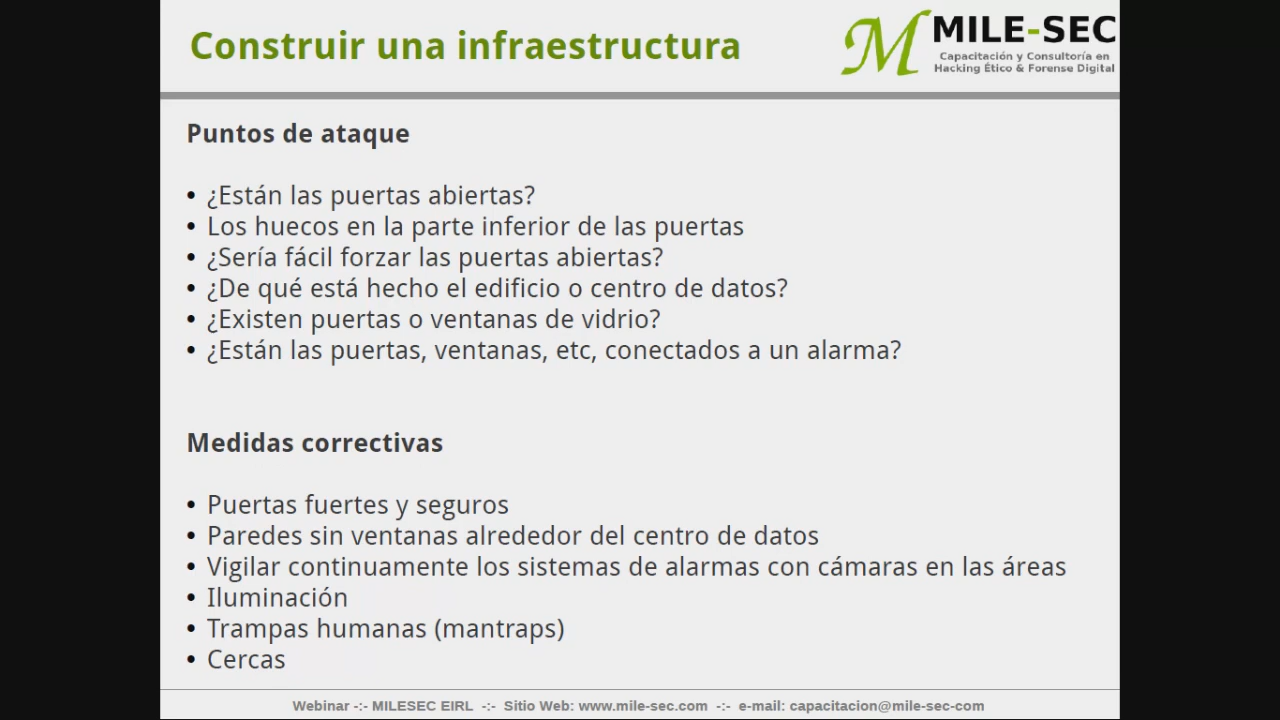 Construir una infraestructura
MILE-SEC
Capacitación y Consultoría en
Hacking Ético & Forense Digital
Puntos de ataque
• ¿Están las puertas abiertas?
• Los huecos en la parte inferior de las puertas
• ¿Sería fácil forzar las puertas abiertas?
• ¿De qué está hecho el edificio o centro de datos?
• ¿Existen puertas o ventanas de vidrio?
• ¿Están las puertas, ventanas, etc, conectados a un alarma?
Medidas correctivas
• Puertas fuertes y seguros
• Paredes sin ventanas alrededor del centro de datos
• Vigilar continuamente los sistemas de alarmas con cámaras en las áreas
• Iluminación
• Trampas humanas (mantraps)
• Cercas
Webinar -:- MILESEC EIRL -:- Sitio Web: www.mile-sec.com -:- e-mail: capacitacion@mile-sec-com